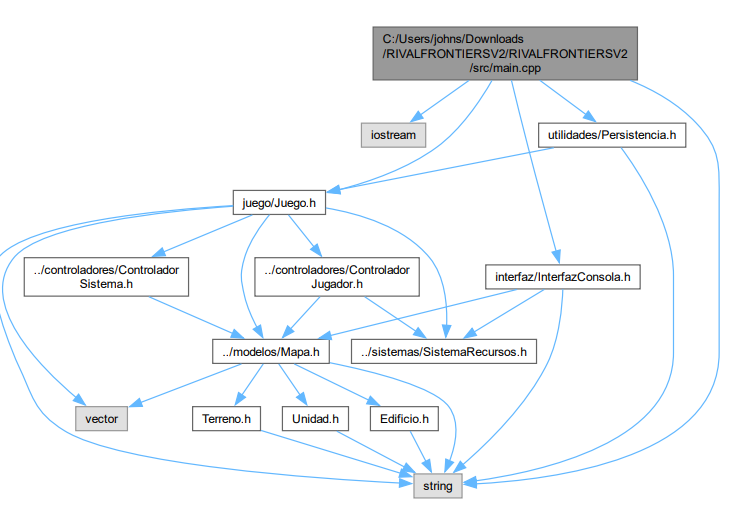 C:/Users/johns/Downloads
/RIVALFRONTIERSV2/RIVALFRONTIERSV2
/src/main.cpp
iostream
utilidades/Persistencia.h
juego/Juego.h
../controladores/Controlador
Sistema.h
../controladores/Controlador
Jugador.h
interfaz/InterfazConsola.h
../modelos/Mapa.h
../sistemas/SistemaRecursos.h
vector
Terreno.h
Unidad.h
Edificio.h
string